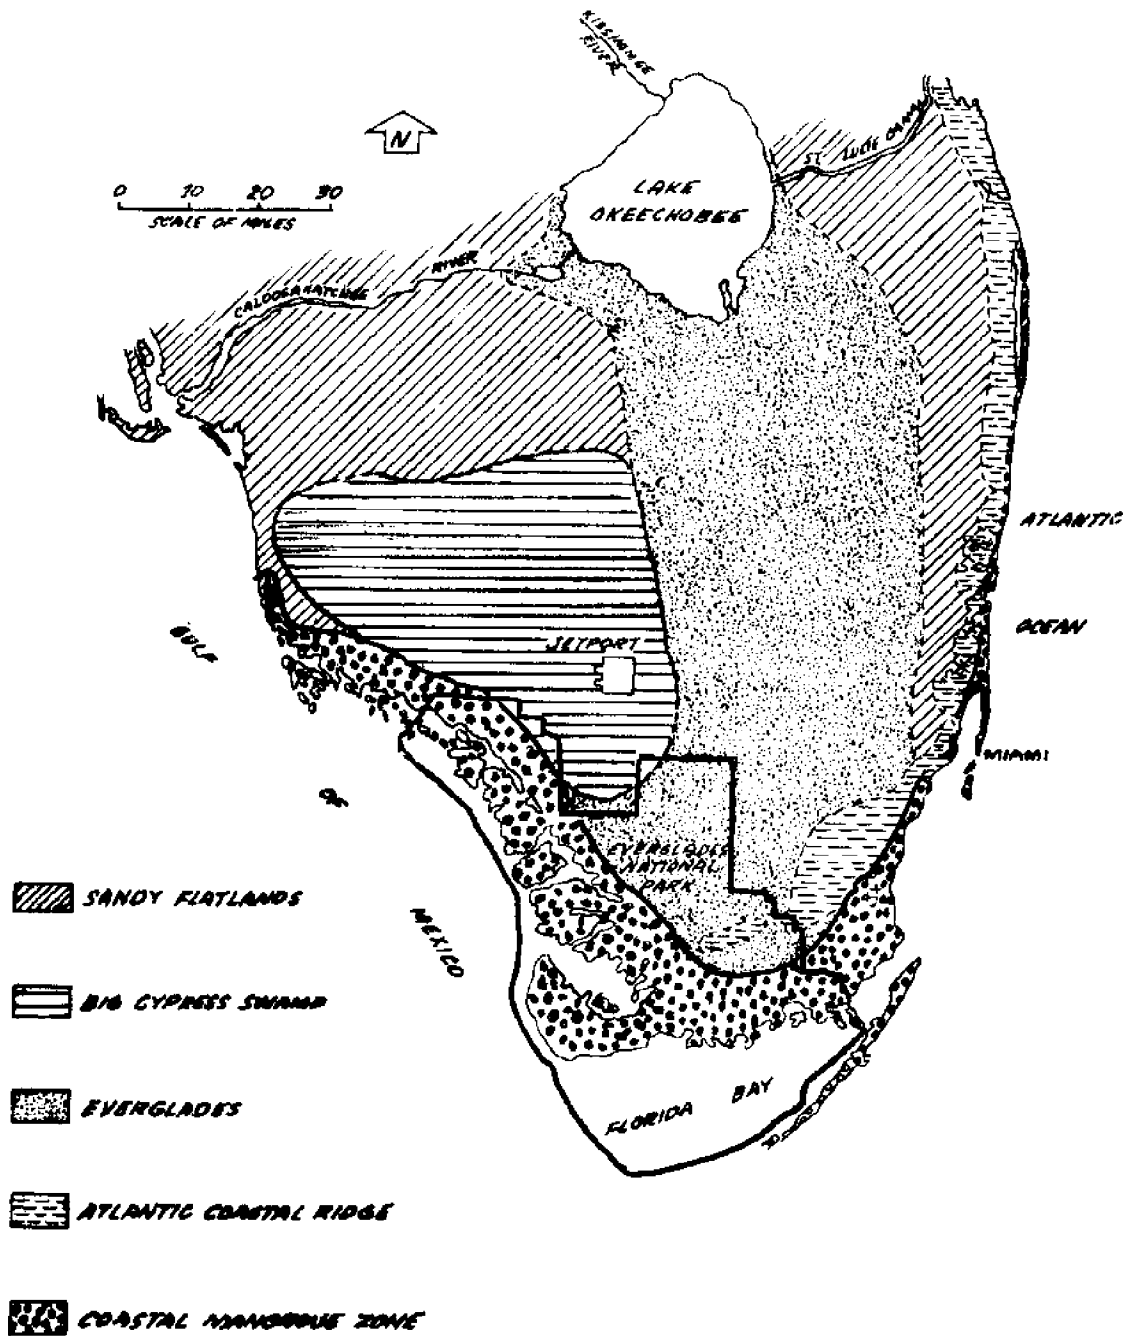 KISSIMMEE
RIVER
N
0 10 20 30
SCALE OF MILES
LAKE
OKEECHOBEE
ST. LUCIE CANAL
CALOOSAHATCHEE RIVER
ATLANTIC
OCEAN
GULF
JETPORT
MIAMI
OF
EVERGLADES
NATIONAL
PARK
MEXICO
FLORIDA BAY
SANDY FLATLANDS
BIG CYPRESS SWAMP
EVERGLADES
ATLANTIC COASTAL RIDGE
COASTAL MANGROVE ZONE